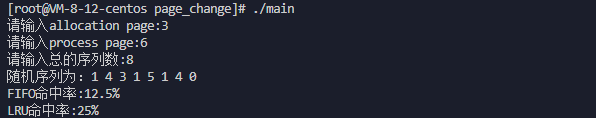 [root@VM-8-12-centos page_change]# ./main
请输入allocation page:3
请输入process page:6
请输入总的序列数:8
随机序列为: 1 4 3 1 5 1 4 0
FIFO命中率:12.5%
LRU命中率:25%